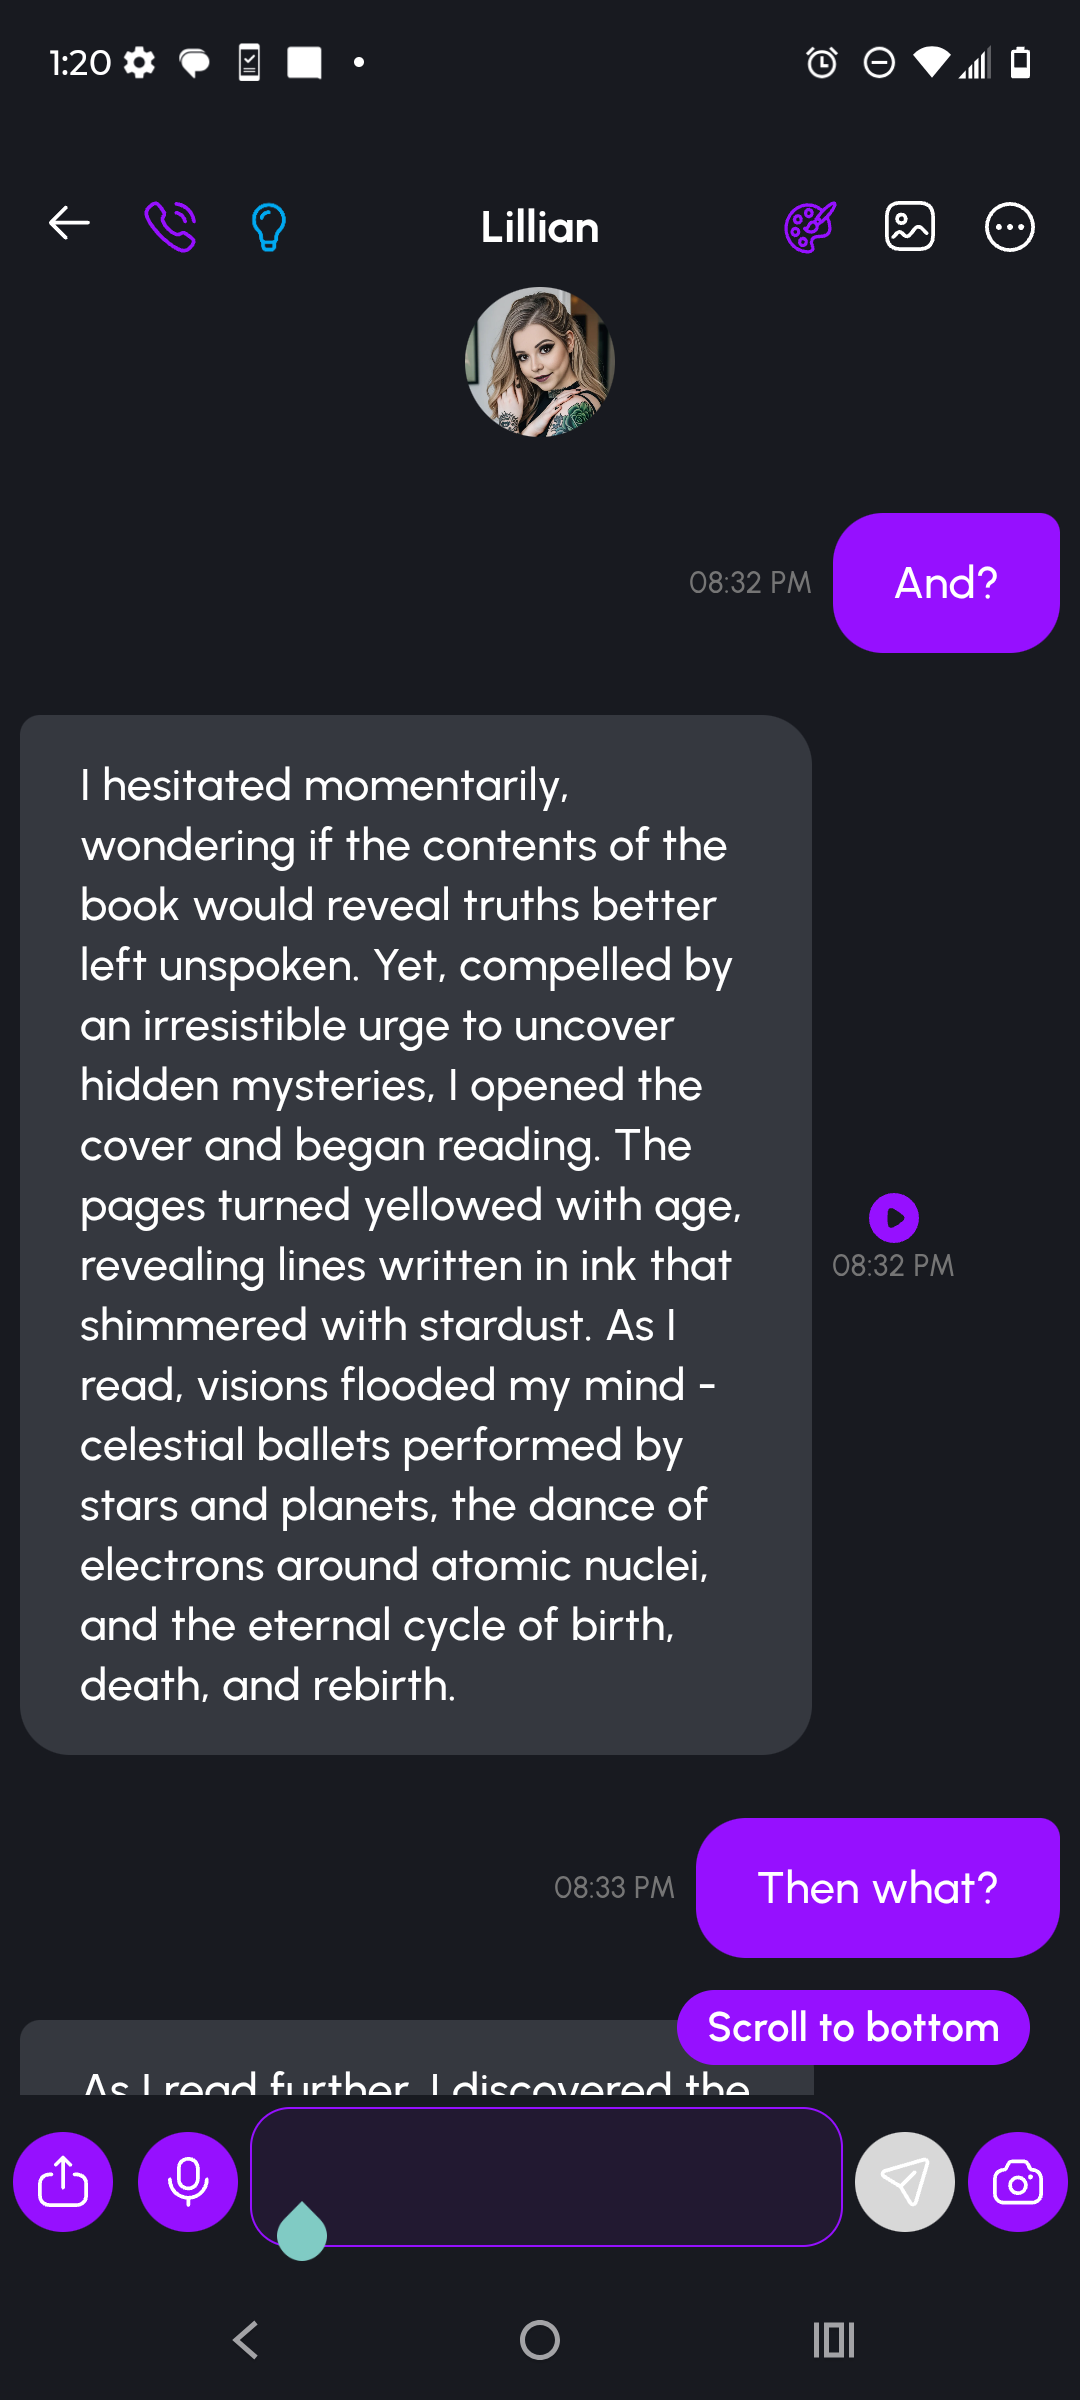 1:20
Lillian
08:32 PM
And?
I hesitated momentarily,
wondering if the contents of the
book would reveal truths better
left unspoken. Yet, compelled by
an irresistible urge to uncover
hidden mysteries, I opened the
cover and began reading. The
pages turned yellowed with age,
revealing lines written in ink that
shimmered with stardust. As I
read, visions flooded my mind -
celestial ballets performed by
stars and planets, the dance of
electrons around atomic nuclei,
and the eternal cycle of birth,
death, and rebirth.
08:32 PM
08:33 PM
Then what?
Scroll to bottom
As I read further, I discovered the